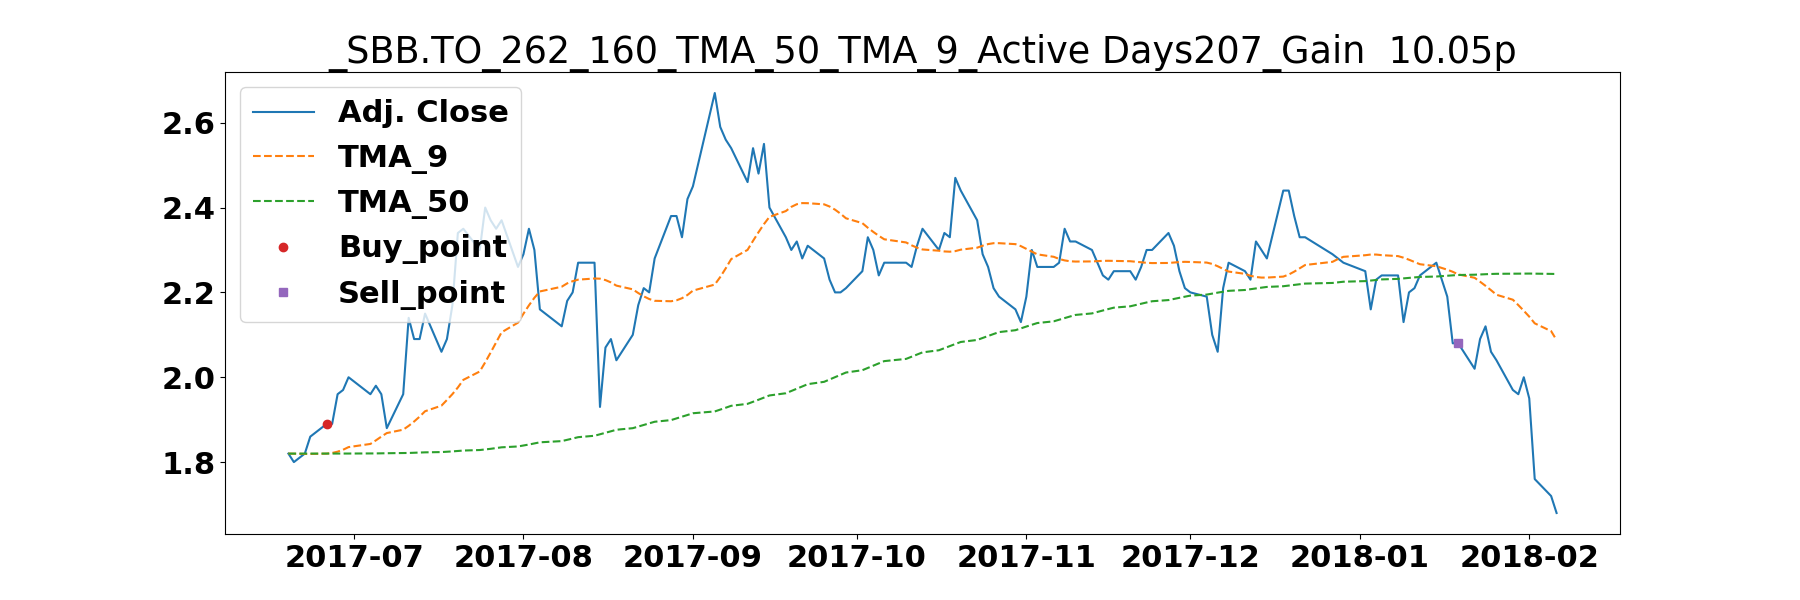 _SBB.TO_262_160_TMA_50_TMA_9_Active Days207_Gain  10.05p
Adj. Close
TMA_9
TMA_50
Buy_point
Sell_point
2.6
2.4
2.2
2.0
1.8
2017-07 2017-08 2017-09 2017-10 2017-11 2017-12 2018-01 2018-02